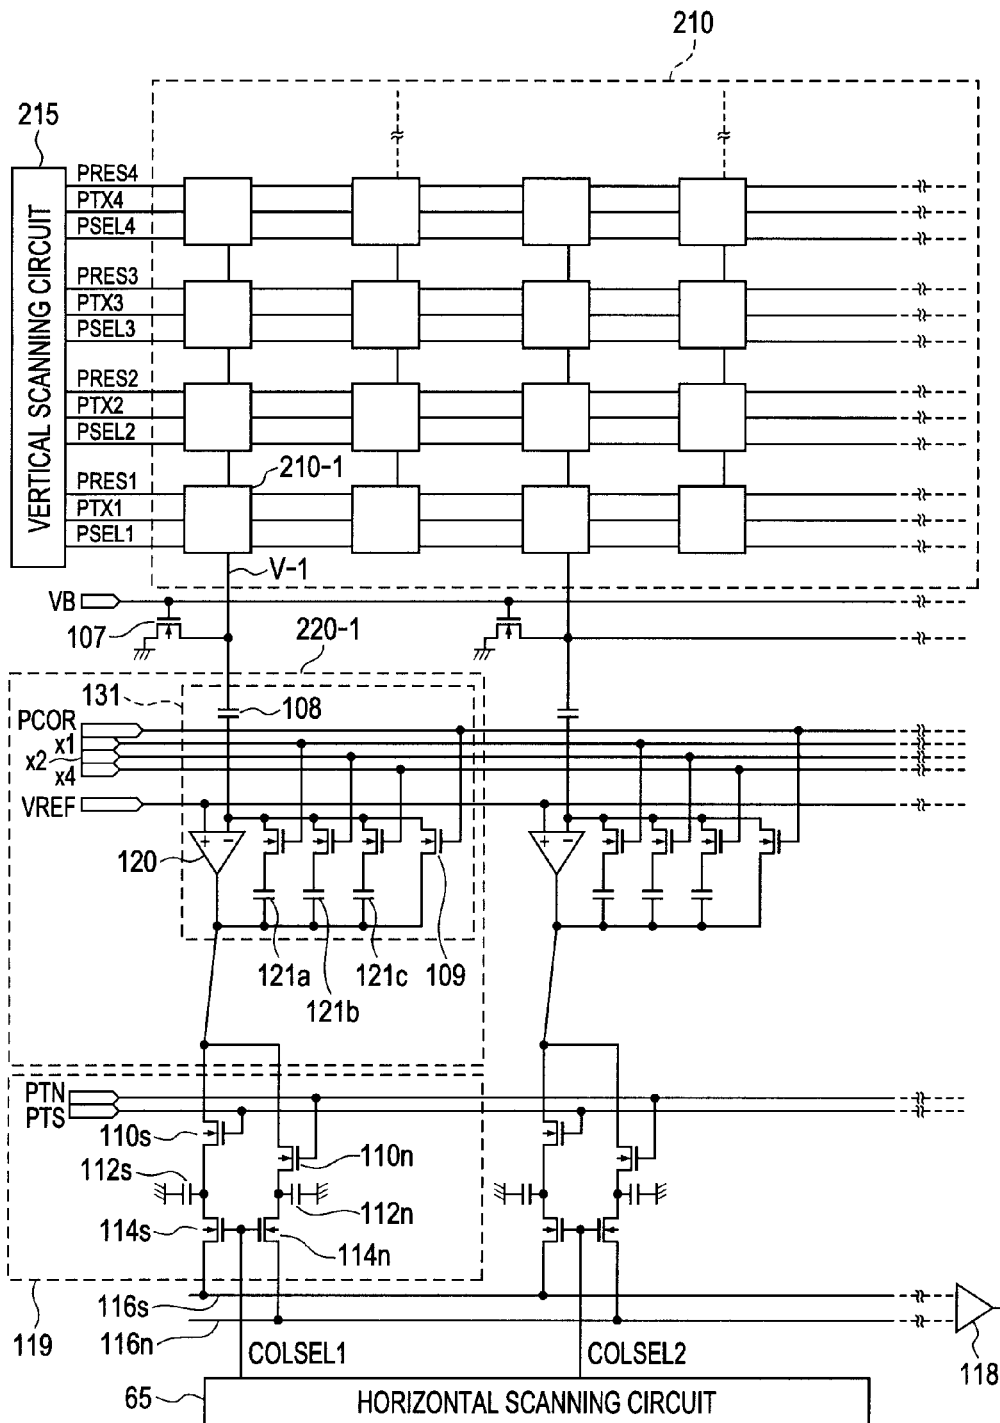 210
215
VERTICAL SCANNING CIRCUIT
PRES4
PTX4
PSEL4
PRES3
PTX3
PSEL3
PRES2
PTX2
PSEL2
PRES1
210-1
PTX1
PSEL1
V-1
VB
107
220-1
131
108
PCOR
x1
x2
x4
VREF
+
-
+
-
120
121a
121b
121c
109
PTN
PTS
110s
110n
112s
112n
114s
114n
116s
119
116n
COLSEL1
COLSEL2
118
65
HORIZONTAL SCANNING CIRCUIT